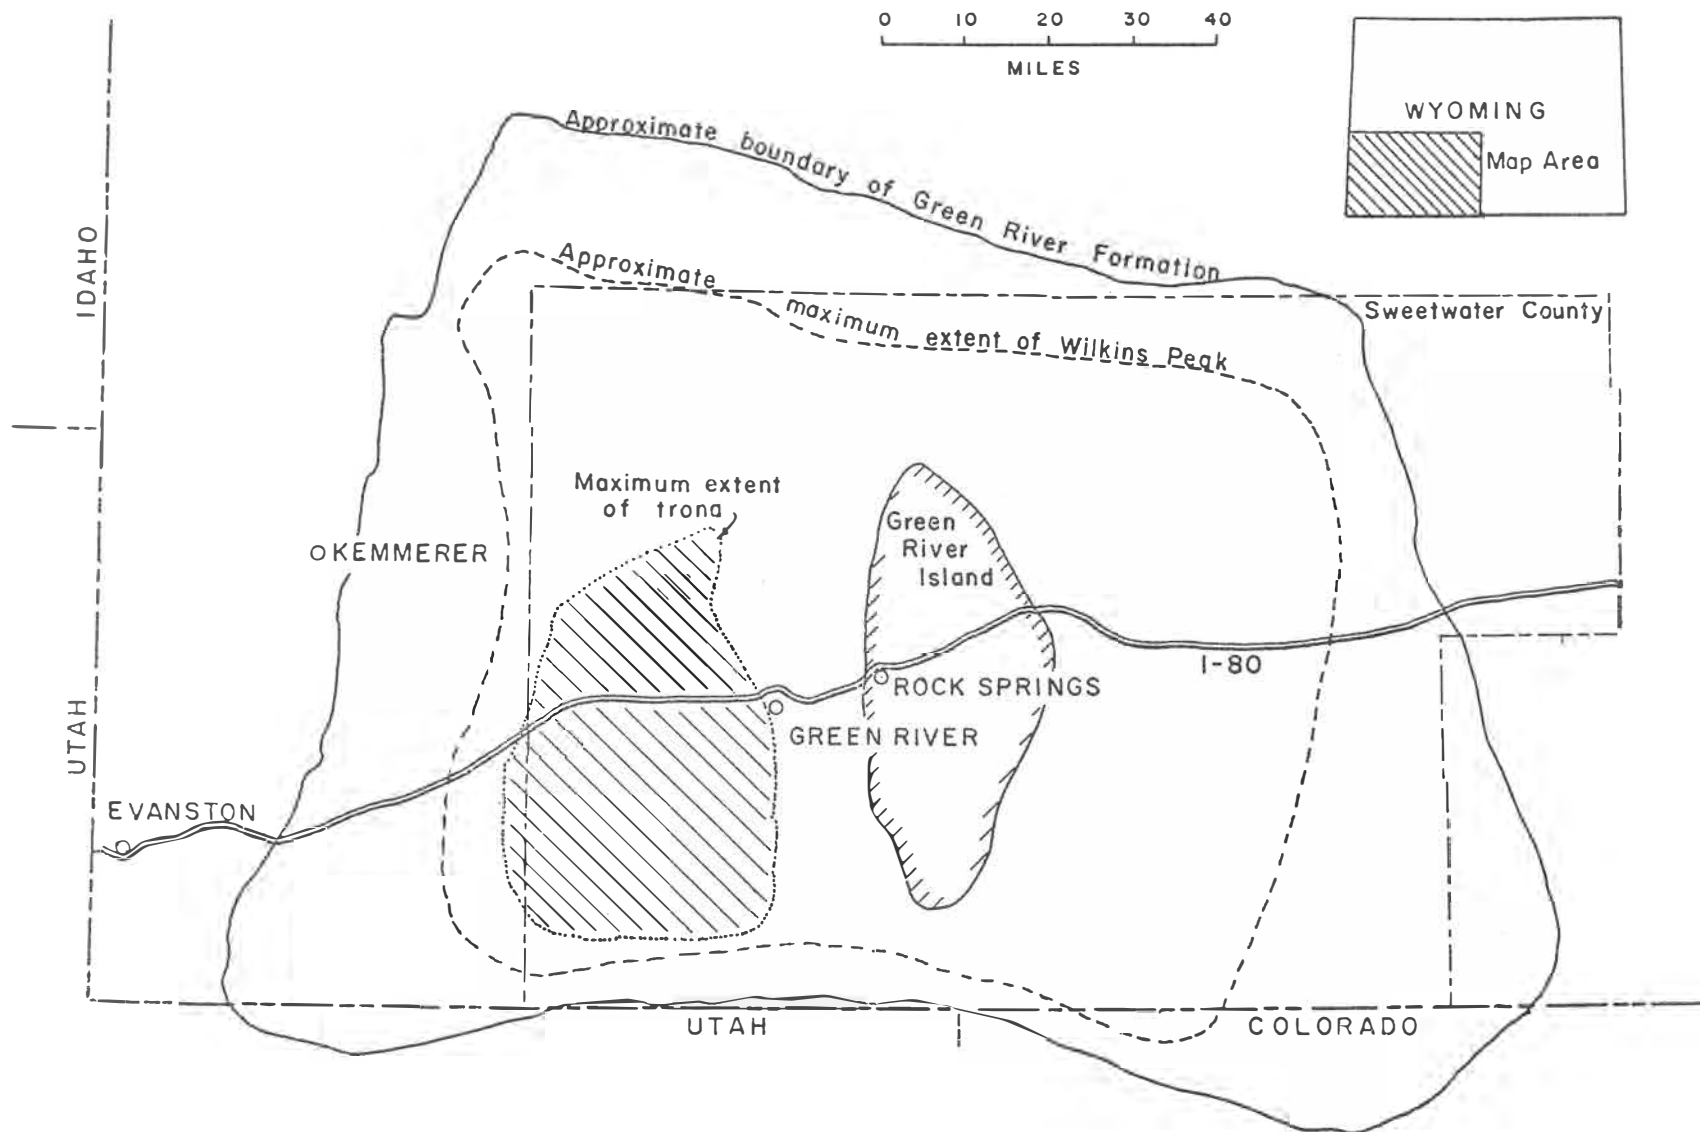 0 10 20 30 40
MILES
WYOMING
Map Area
Approximate boundary of Green River Formation
Approximate maximum extent of Wilkins Peak
Sweetwater County
IDAHO
UTAH
Maximum extent
of trona
Green
River
Island
KEMMERER
I-80
ROCK SPRINGS
GREEN RIVER
EVANSTON
UTAH
COLORADO